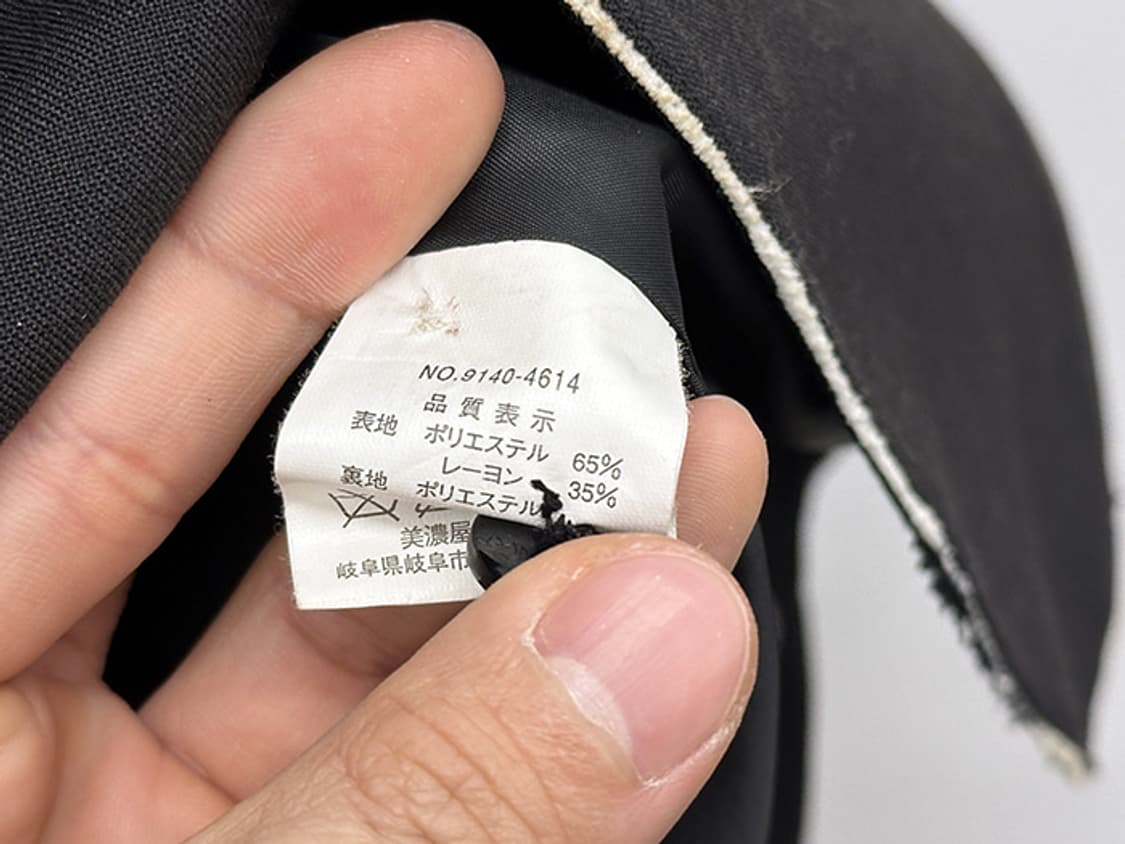 NO.9140-4614
品質表示
表地 ポリエステル 65%
レーヨン 35%
裏地 ポリエステル
美濃屋
岐阜県岐阜市